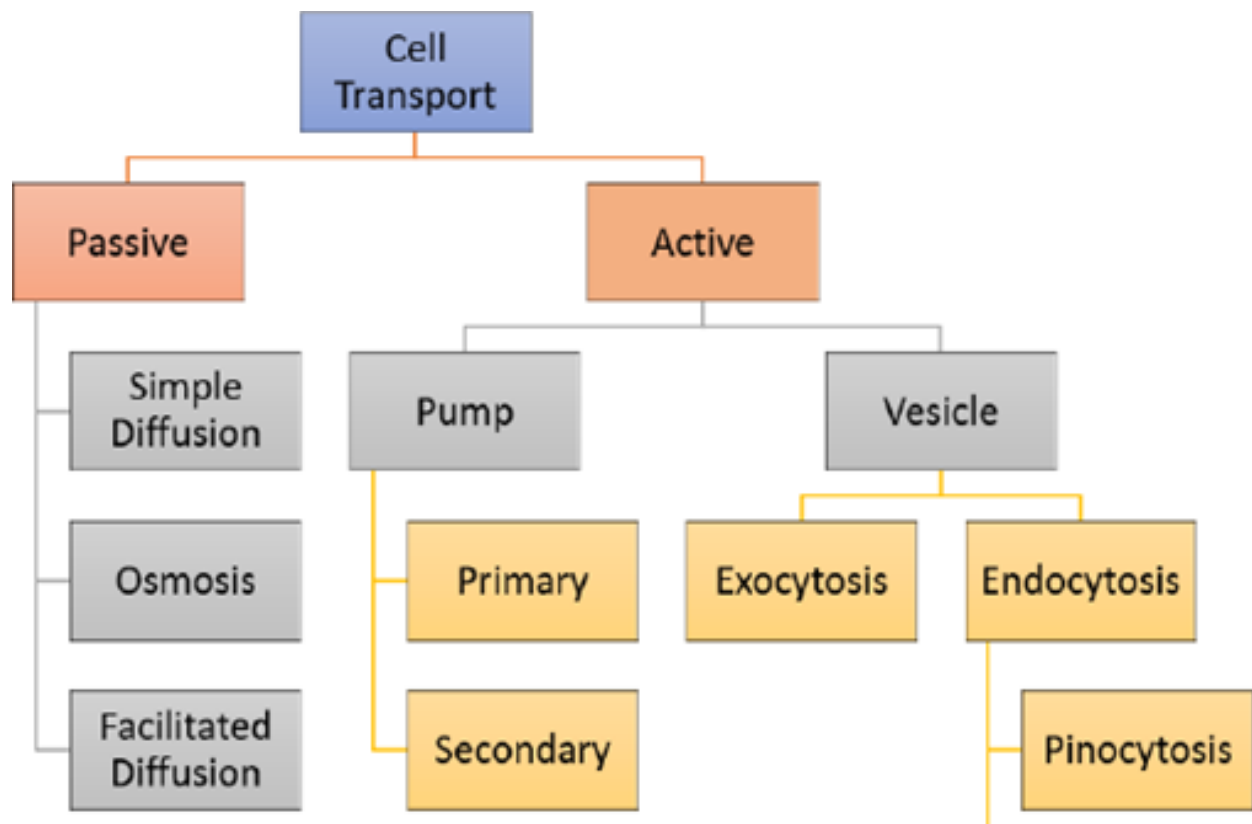 Cell
Transport
Passive
Active
Simple
Diffusion
Pump
Vesicle
Osmosis
Primary
Exocytosis
Endocytosis
Facilitated
Diffusion
Secondary
Pinocytosis